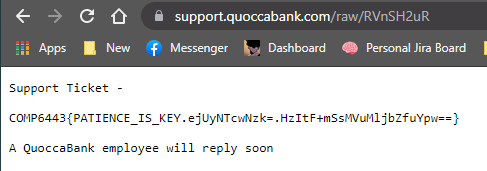 support.quoccabank.com/raw/RVnSH2uR
Apps New Messenger Dashboard Personal Jira Board
Support Ticket -
COMP6443{PATIENCE_IS_KEY.ejUyNTcwNzk=.HzItF+mSsMVuMljbZfuYpw==}
A QuoccaBank employee will reply soon